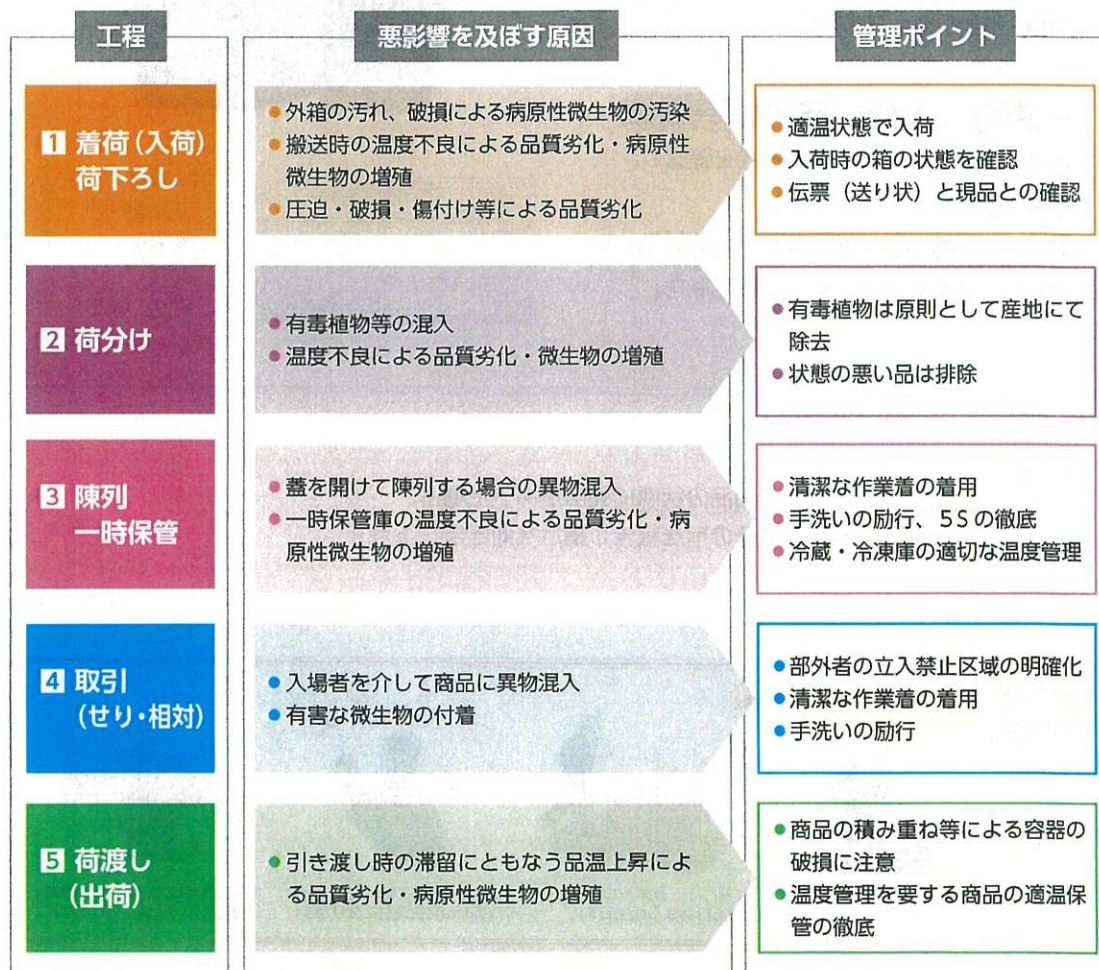 工程
悪影響を及ぼす原因
管理ポイント
1 着荷(入荷)
荷下ろし
●外箱の汚れ、破損による病原性微生物の汚染
●搬送時の温度不良による品質劣化・病原性
微生物の増殖
●圧迫・破損・傷付け等による品質劣化
●適温状態で入荷
●入荷時の箱の状態を確認
●伝票（送り状）と現品との確認
2 荷分け
●有毒植物等の混入
●温度不良による品質劣化・微生物の増殖
●有毒植物は原則として産地にて
除去
●状態の悪い品は排除
3 陳列
一時保管
●蓋を開けて陳列する場合の異物混入
●一時保管庫の温度不良による品質劣化・病
原性微生物の増殖
●清潔な作業着の着用
●手洗いの励行、5Sの徹底
●冷蔵・冷凍庫の適切な温度管理
4 取引
(せり・相対)
●入場者を介して商品に異物混入
●有害な微生物の付着
●部外者の立入禁止区域の明確化
●清潔な作業着の着用
●手洗いの励行
5 荷渡し
(出荷)
●引き渡し時の滞留にともなう品温上昇によ
る品質劣化・病原性微生物の増殖
●商品の積み重ね等による容器の
破損に注意
●温度管理を要する商品の適温保
管の徹底